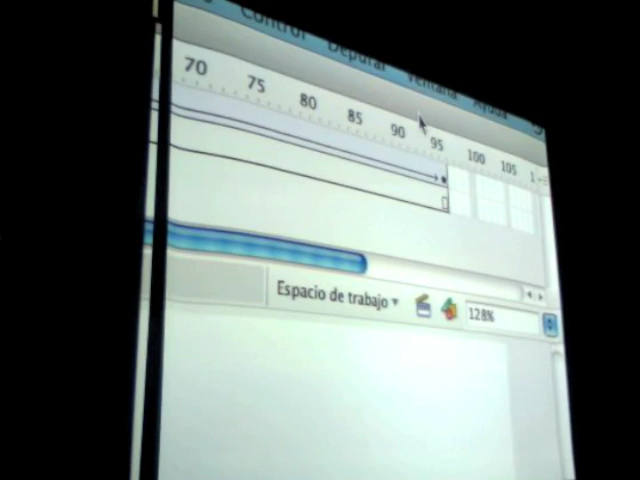 Control Depurar Ventana Ayuda
70 75 80 85 90 95 100 105
Espacio de trabajo 128%